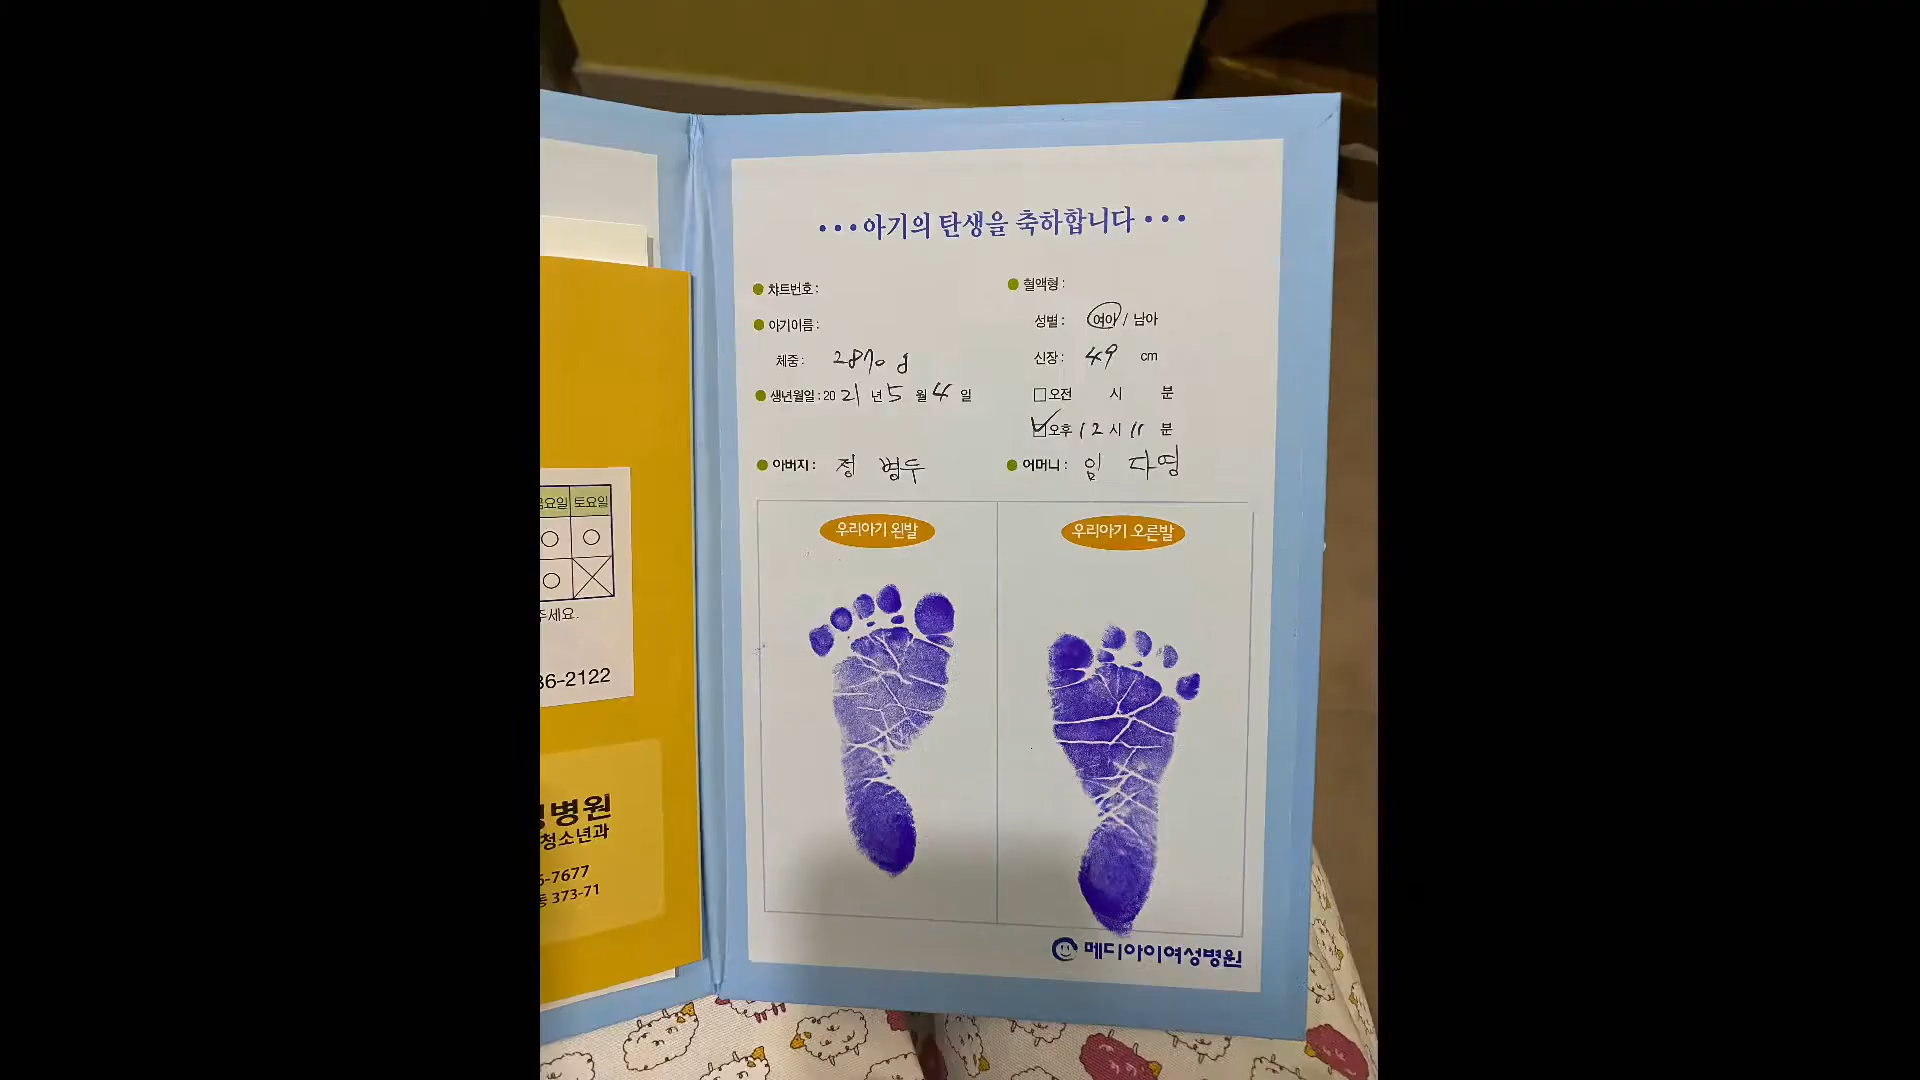 •••아기의 탄생을 축하합니다•••
차트번호 :
혈액형 :
아기이름 :
성별 : 여아 / 남아
체중 : 2870 g
신장 : 49 cm
생년월일 : 2021 년 5 월 4 일
오전 시 분
오후 12 시 11 분
아버지 : 정 병두
어머니 : 임 다영
우리아기 왼발
우리아기 오른발
메디아이여성병원
금요일 토요일
주세요.
36-2122
병원
청소년과
-7677
373-71